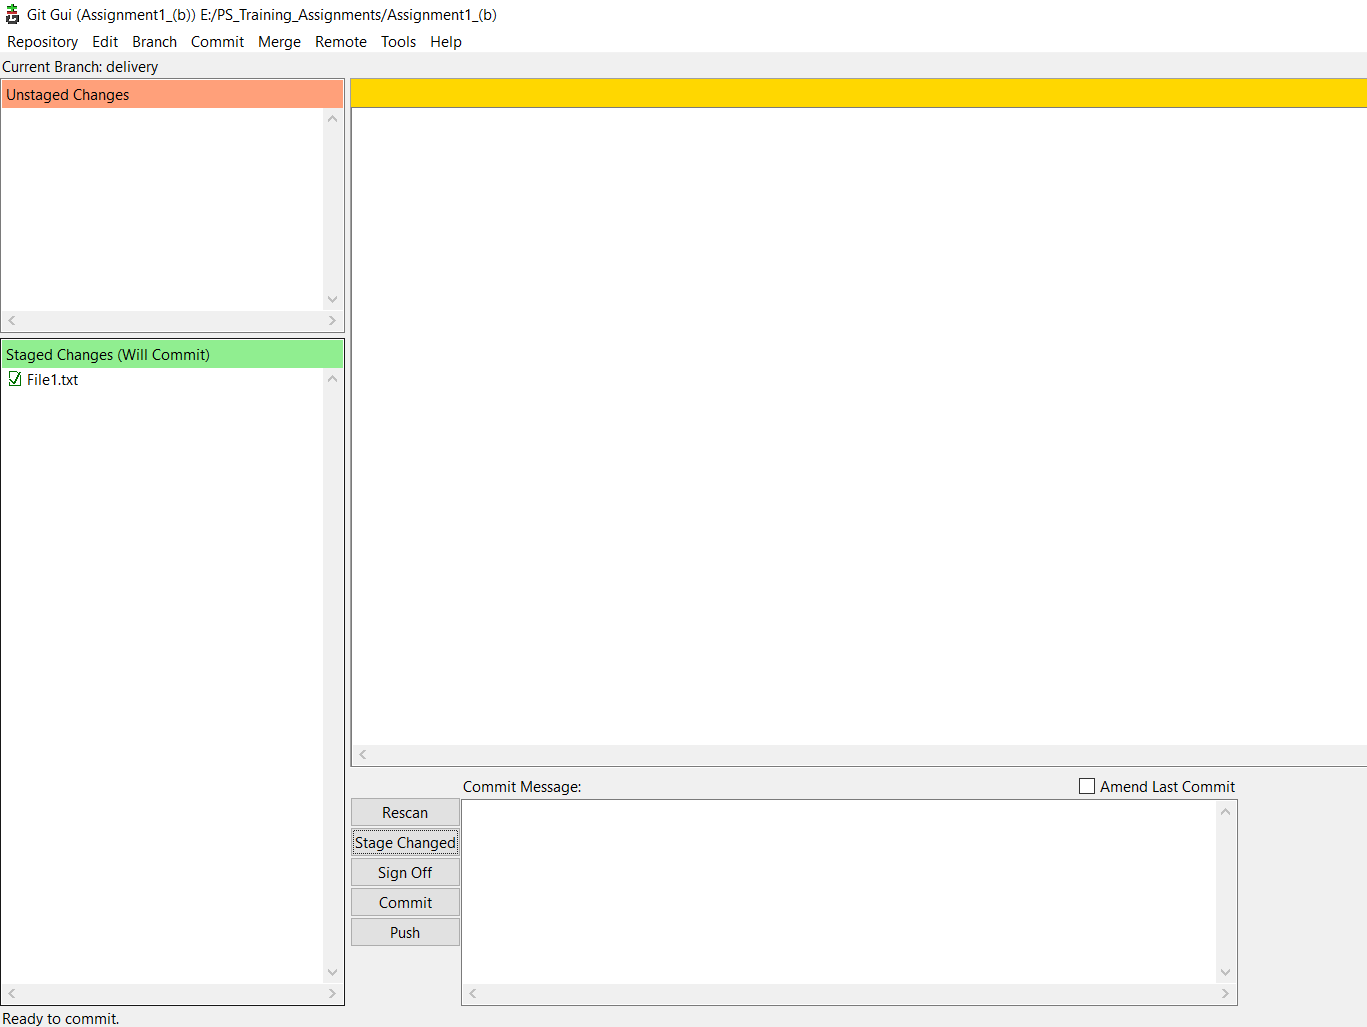 Git Gui (Assignment1_(b)) E:/PS_Training_Assignments/Assignment1_(b)
Repository Edit Branch Commit Merge Remote Tools Help
Current Branch: delivery
Unstaged Changes
Staged Changes (Will Commit)
File1.txt
Commit Message:
Amend Last Commit
Rescan
Stage Changed
Sign Off
Commit
Push
Ready to commit.